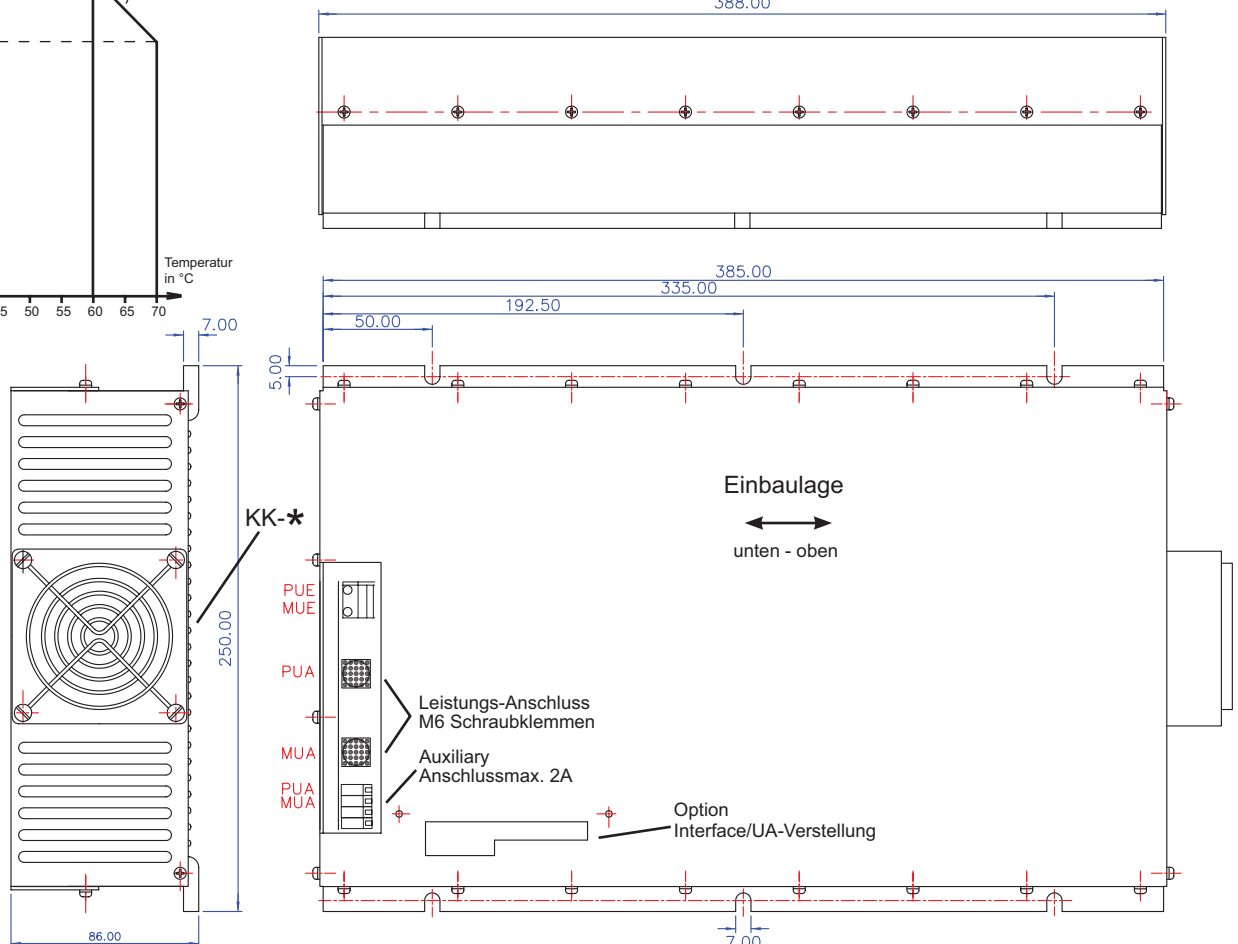 388.00
Temperatur
in °C
50 55 60 65 70
385.00
335.00
192.50
50.00
7.00
5.00
Einbaulage
unten - oben
KK-*
250.00
PUE
MUE
PUA
MUA
PUA
MUA
Leistungs-Anschluss
M6 Schraubklemmen
Auxiliary
Anschlussmax. 2A
Option
Interface/UA-Verstellung
86.00
7.00